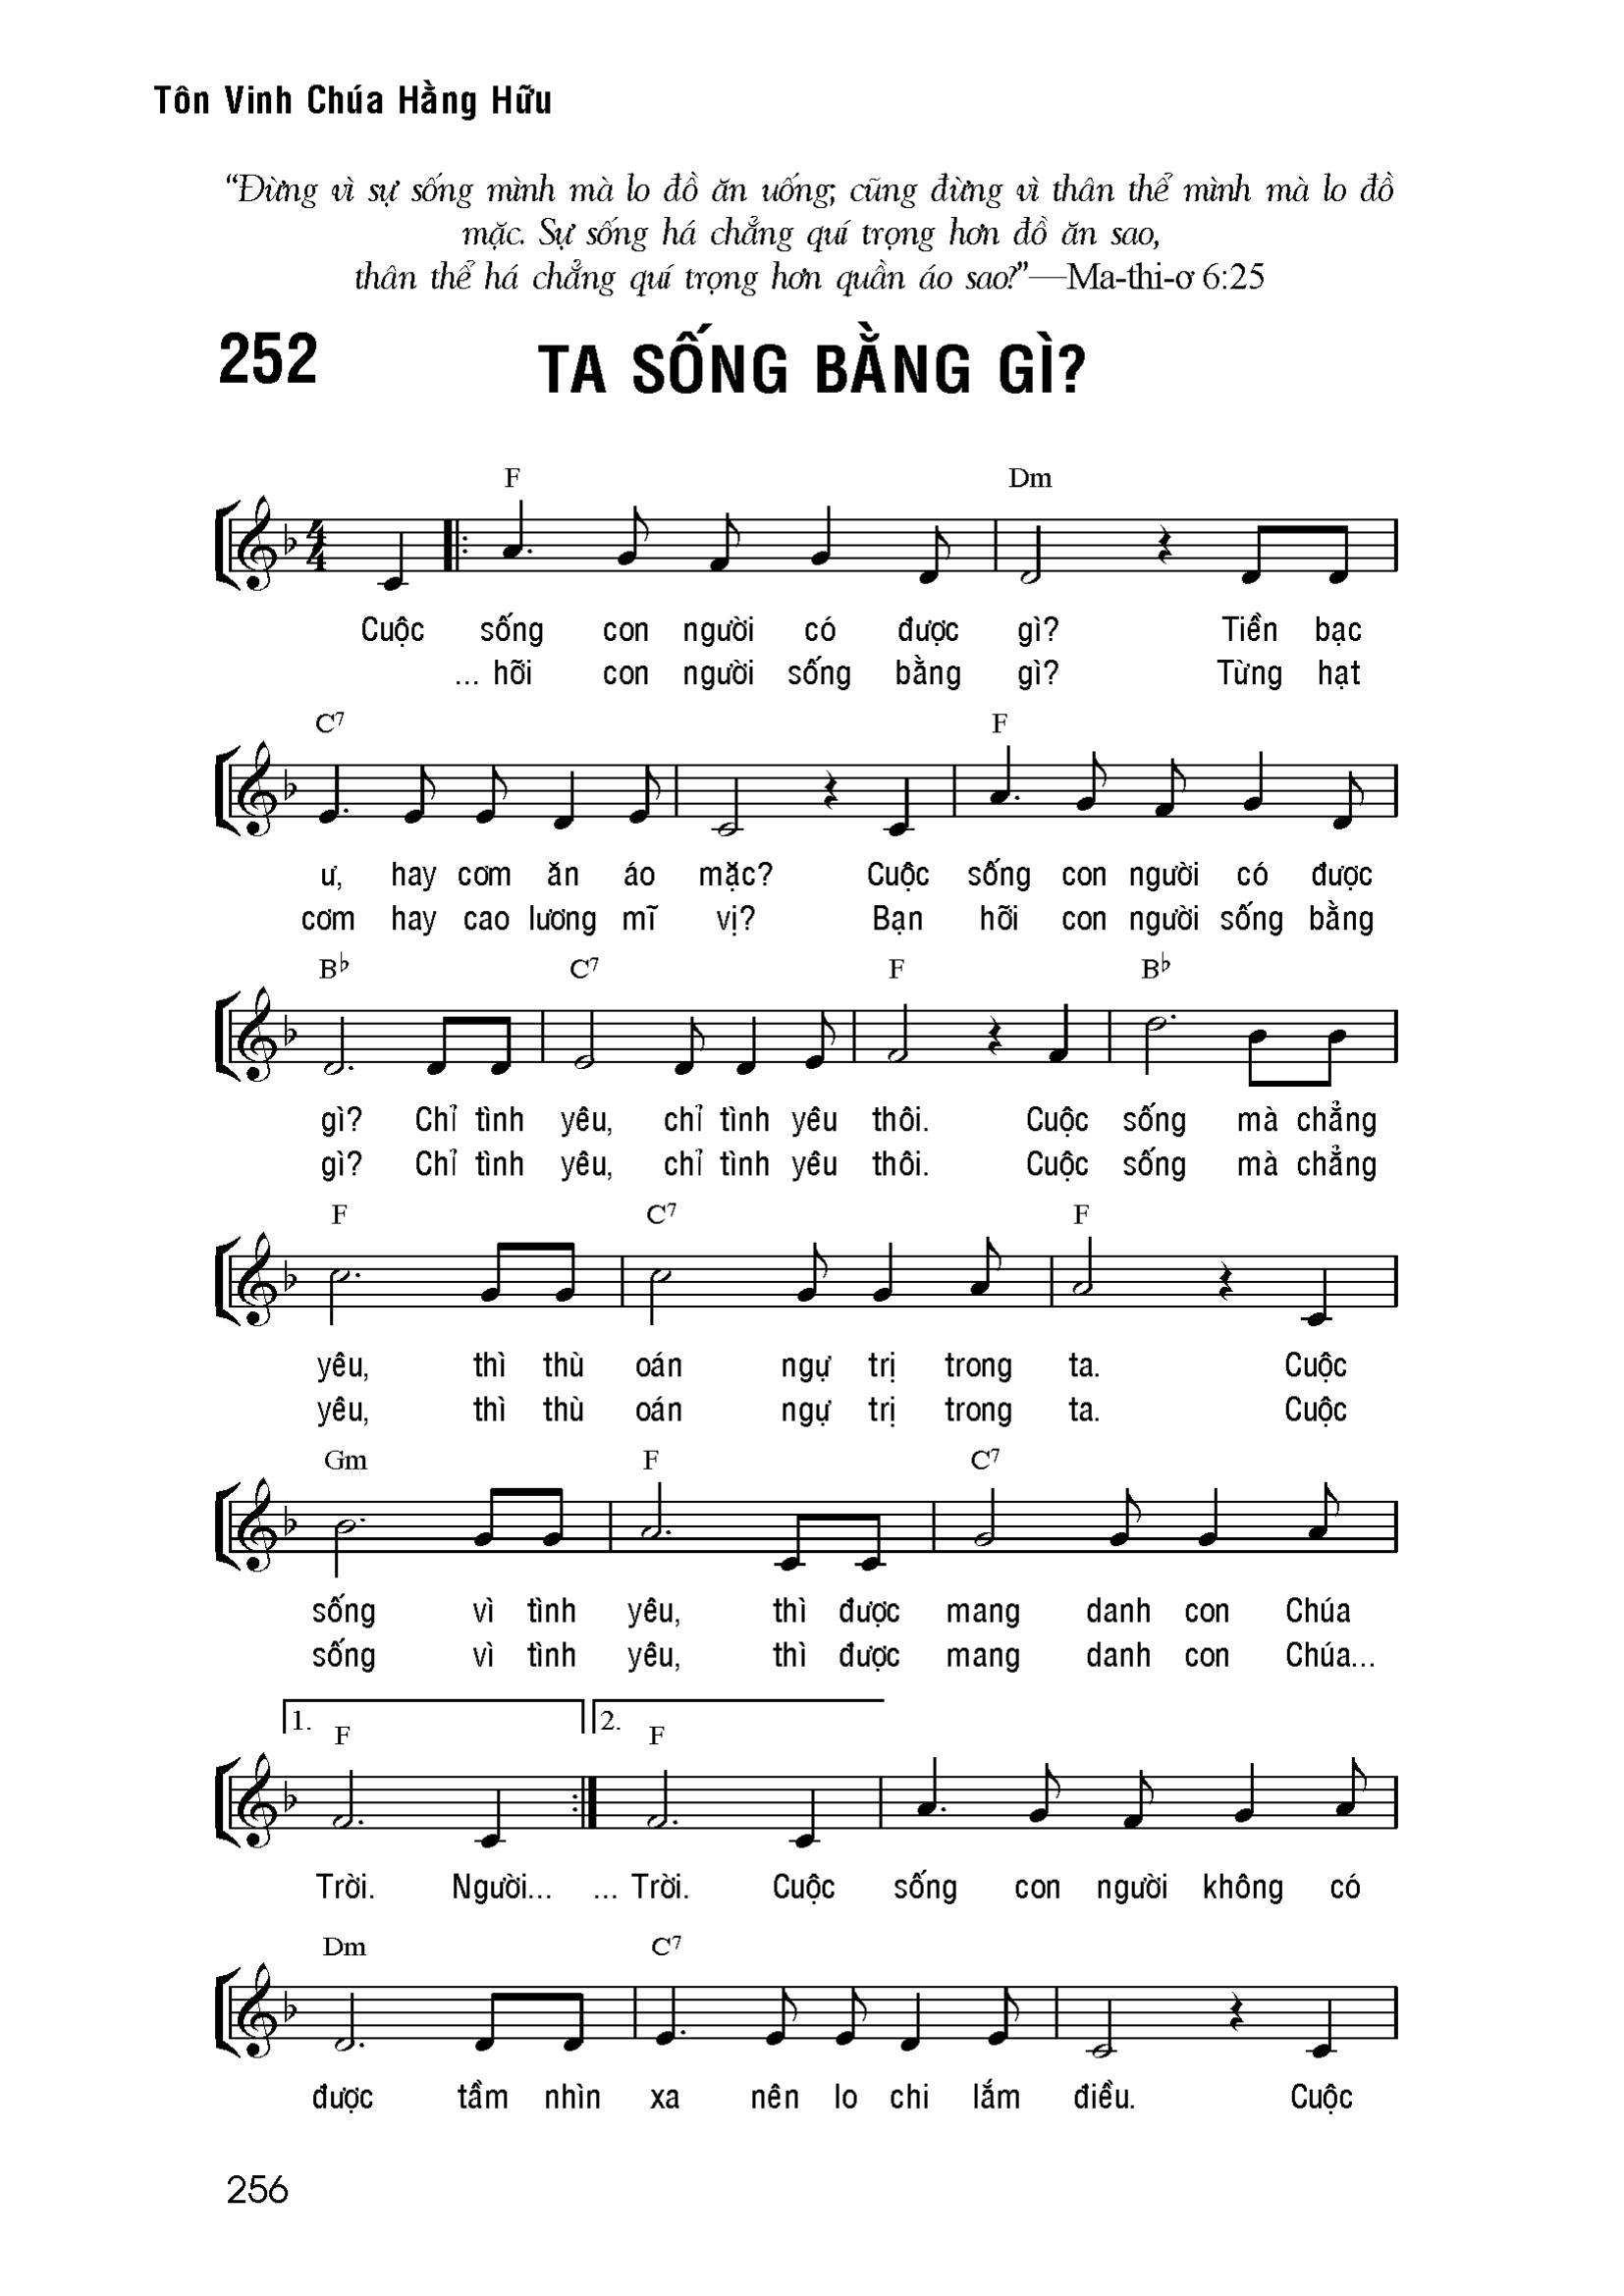 Tôn Vinh Chúa Hằng Hữu
“Đừng vì sự sống mình mà lo đồ ăn uống; cũng đừng vì thân thể mình mà lo đồ
mặc. Sự sống há chẳng quí trọng hơn đồ ăn sao,
thân thể há chẳng quí trọng hơn quần áo sao?”—Ma-thi-ơ 6:25
252 TA SỐNG BẰNG GÌ?
F Dm
4
4
Cuộc sống con người có được gì? Tiền bạc
... hỡi con người sống bằng gì? Từng hạt
C7 F
ư, hay cơm ăn áo mặc? Cuộc sống con người có được
cơm hay cao lương mĩ vị? Bạn hỡi con người sống bằng
B♭ C7 F B♭
gì? Chỉ tình yêu, chỉ tình yêu thôi. Cuộc sống mà chẳng
gì? Chỉ tình yêu, chỉ tình yêu thôi. Cuộc sống mà chẳng
F C7 F
yêu, thì thù oán ngự trị trong ta. Cuộc
yêu, thì thù oán ngự trị trong ta. Cuộc
Gm F C7
sống vì tình yêu, thì được mang danh con Chúa
sống vì tình yêu, thì được mang danh con Chúa...
1. F 2. F
Trời. Người... ... Trời. Cuộc sống con người không có
Dm C7
được tầm nhìn xa nên lo chi lắm điều. Cuộc
256